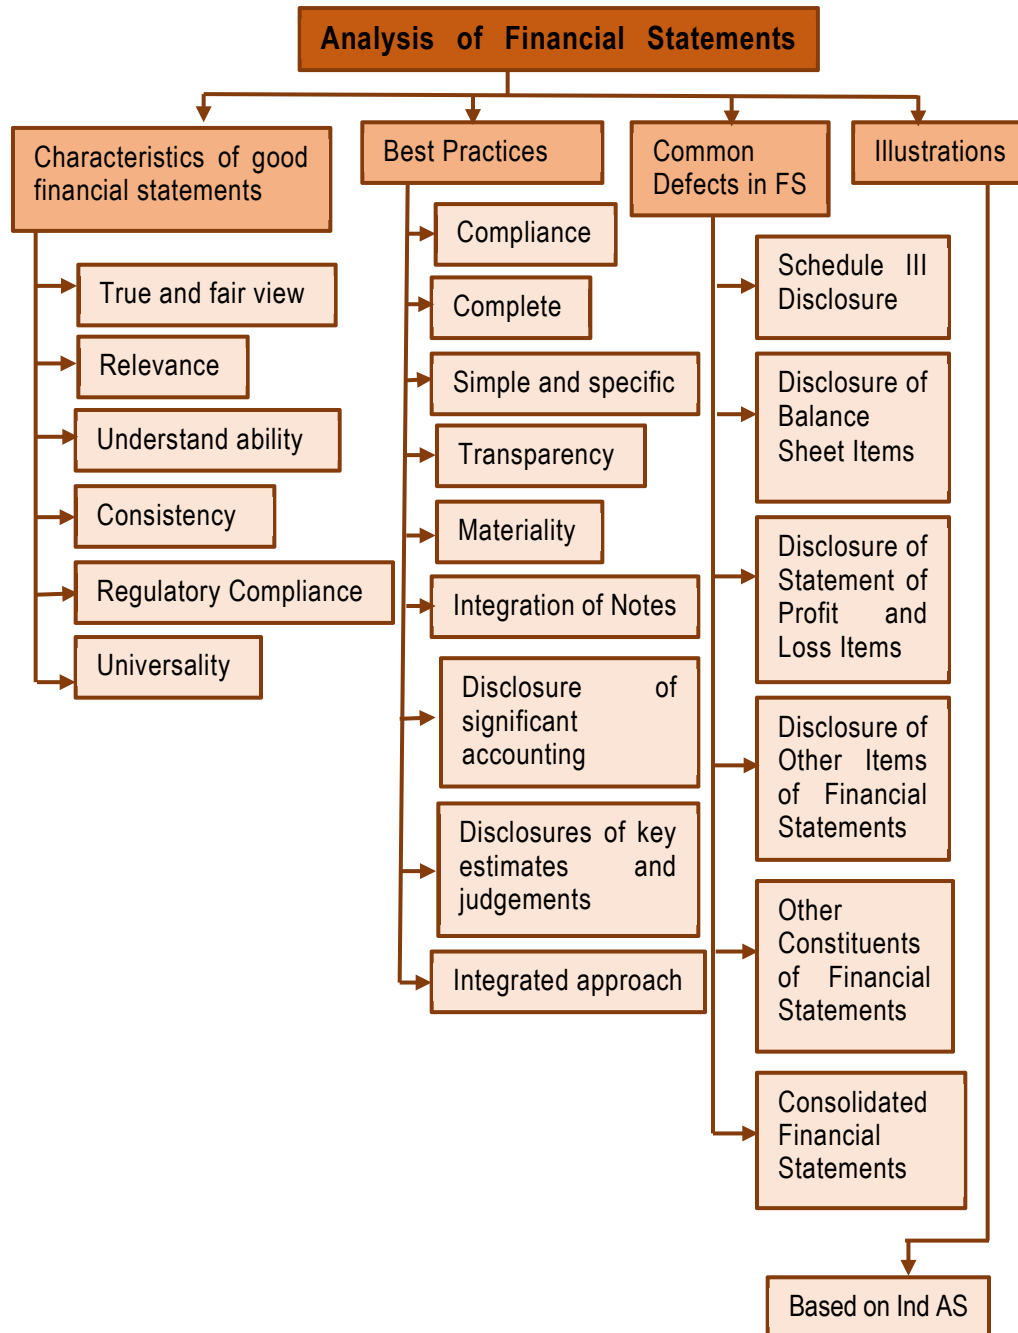 Analysis of Financial Statements
Characteristics of good
financial statements
True and fair view
Relevance
Understand ability
Consistency
Regulatory Compliance
Universality
Best Practices
Compliance
Complete
Simple and specific
Transparency
Materiality
Integration of Notes
Disclosure of
significant
accounting
Disclosures of key
estimates and
judgements
Integrated approach
Common
Defects in FS
Schedule III
Disclosure
Disclosure of
Balance
Sheet Items
Disclosure of
Statement of
Profit and
Loss Items
Disclosure of
Other Items
of Financial
Statements
Other
Constituents
of Financial
Statements
Consolidated
Financial
Statements
Illustrations
Based on Ind AS